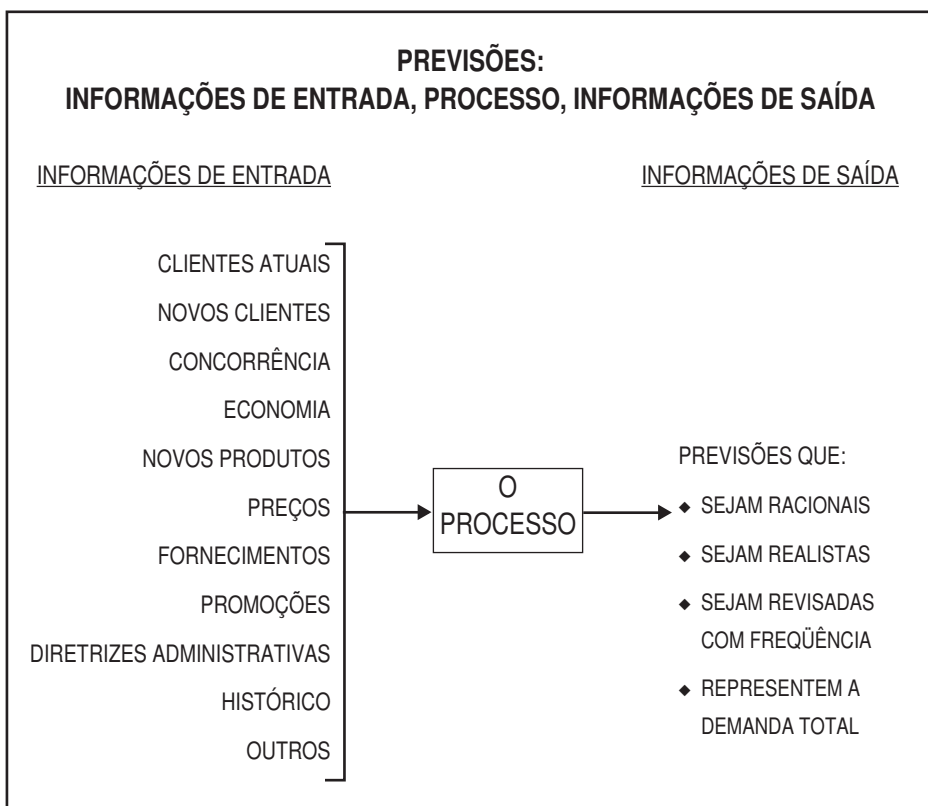 PREVISÕES:
INFORMAÇÕES DE ENTRADA, PROCESSO, INFORMAÇÕES DE SAÍDA
INFORMAÇÕES DE ENTRADA
CLIENTES ATUAIS
NOVOS CLIENTES
CONCORRÊNCIA
ECONOMIA
NOVOS PRODUTOS
PREÇOS
FORNECIMENTOS
PROMOÇÕES
DIRETRIZES ADMINISTRATIVAS
HISTÓRICO
OUTROS
O
PROCESSO
INFORMAÇÕES DE SAÍDA
PREVISÕES QUE:
◆ SEJAM RACIONAIS
◆ SEJAM REALISTAS
◆ SEJAM REVISADAS
COM FREQÜÊNCIA
◆ REPRESENTEM A
DEMANDA TOTAL